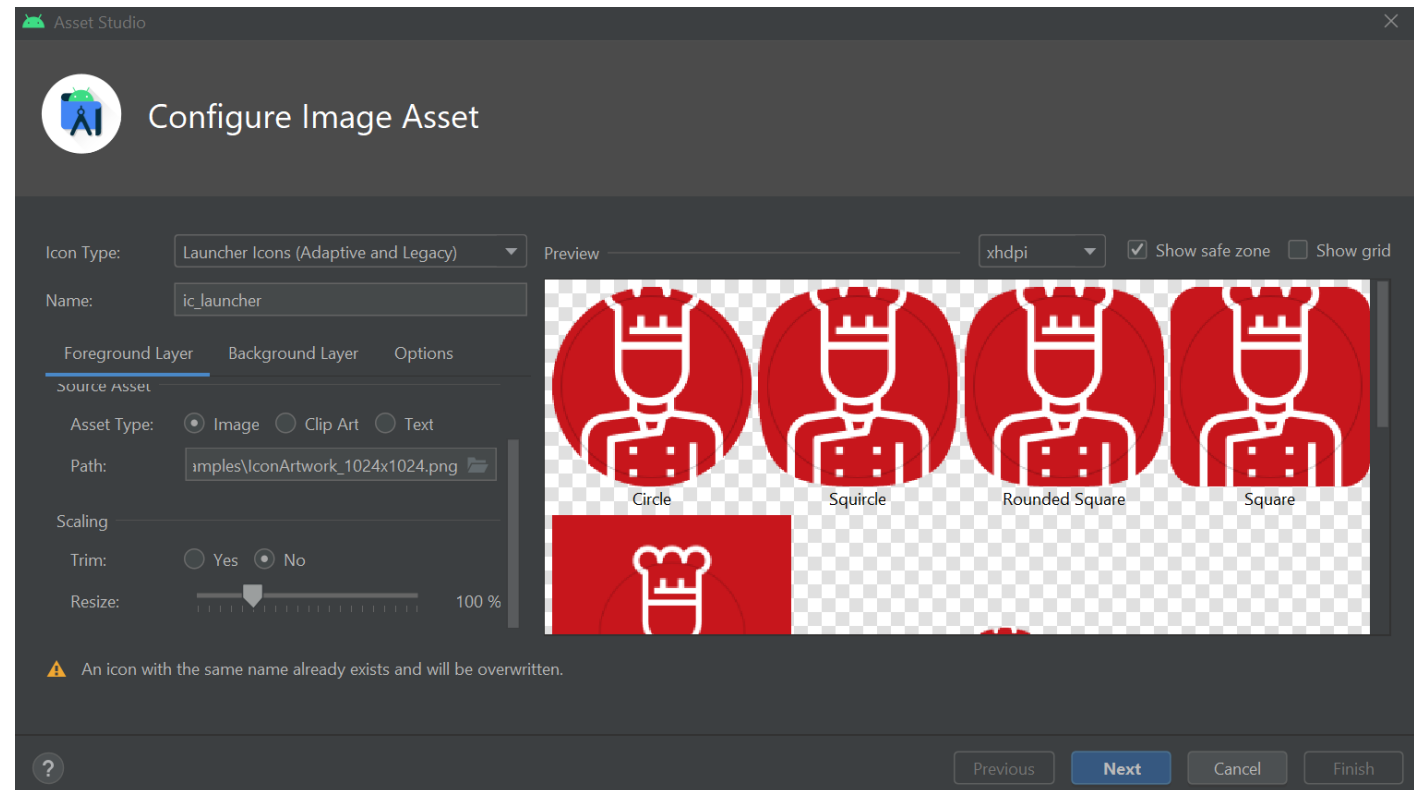 Asset Studio
Configure Image Asset
Icon Type:
Launcher Icons (Adaptive and Legacy)
Preview
xhdpi
Show safe zone
Show grid
Name:
ic_launcher
Foreground Layer
Background Layer
Options
Source Asset
Asset Type:
Image
Clip Art
Text
Path:
amples\IconArtwork_1024x1024.png
Scaling
Trim:
Yes
No
Resize:
100 %
Circle
Squircle
Rounded Square
Square
An icon with the same name already exists and will be overwritten.
?
Previous
Next
Cancel
Finish